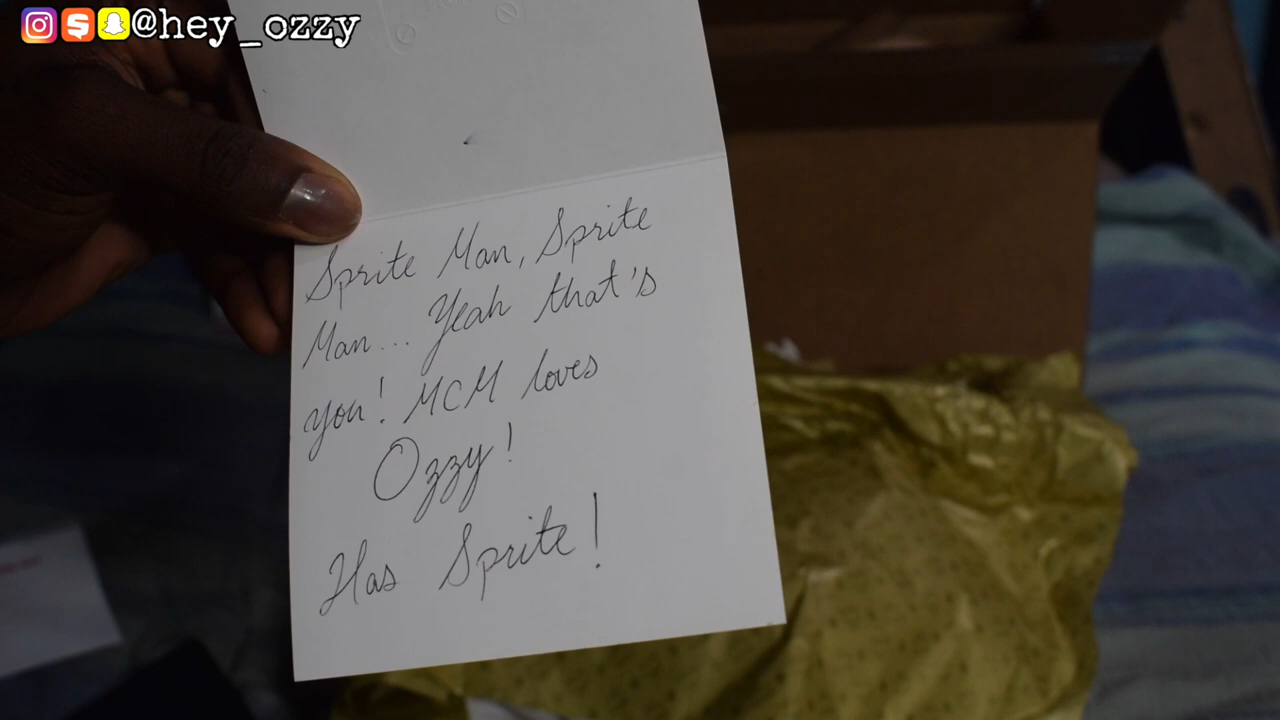 @hey_ozzy
Sprite Man, Sprite
Man... Yeah that's
you! MCM loves
Ozzy!
Has Sprite!